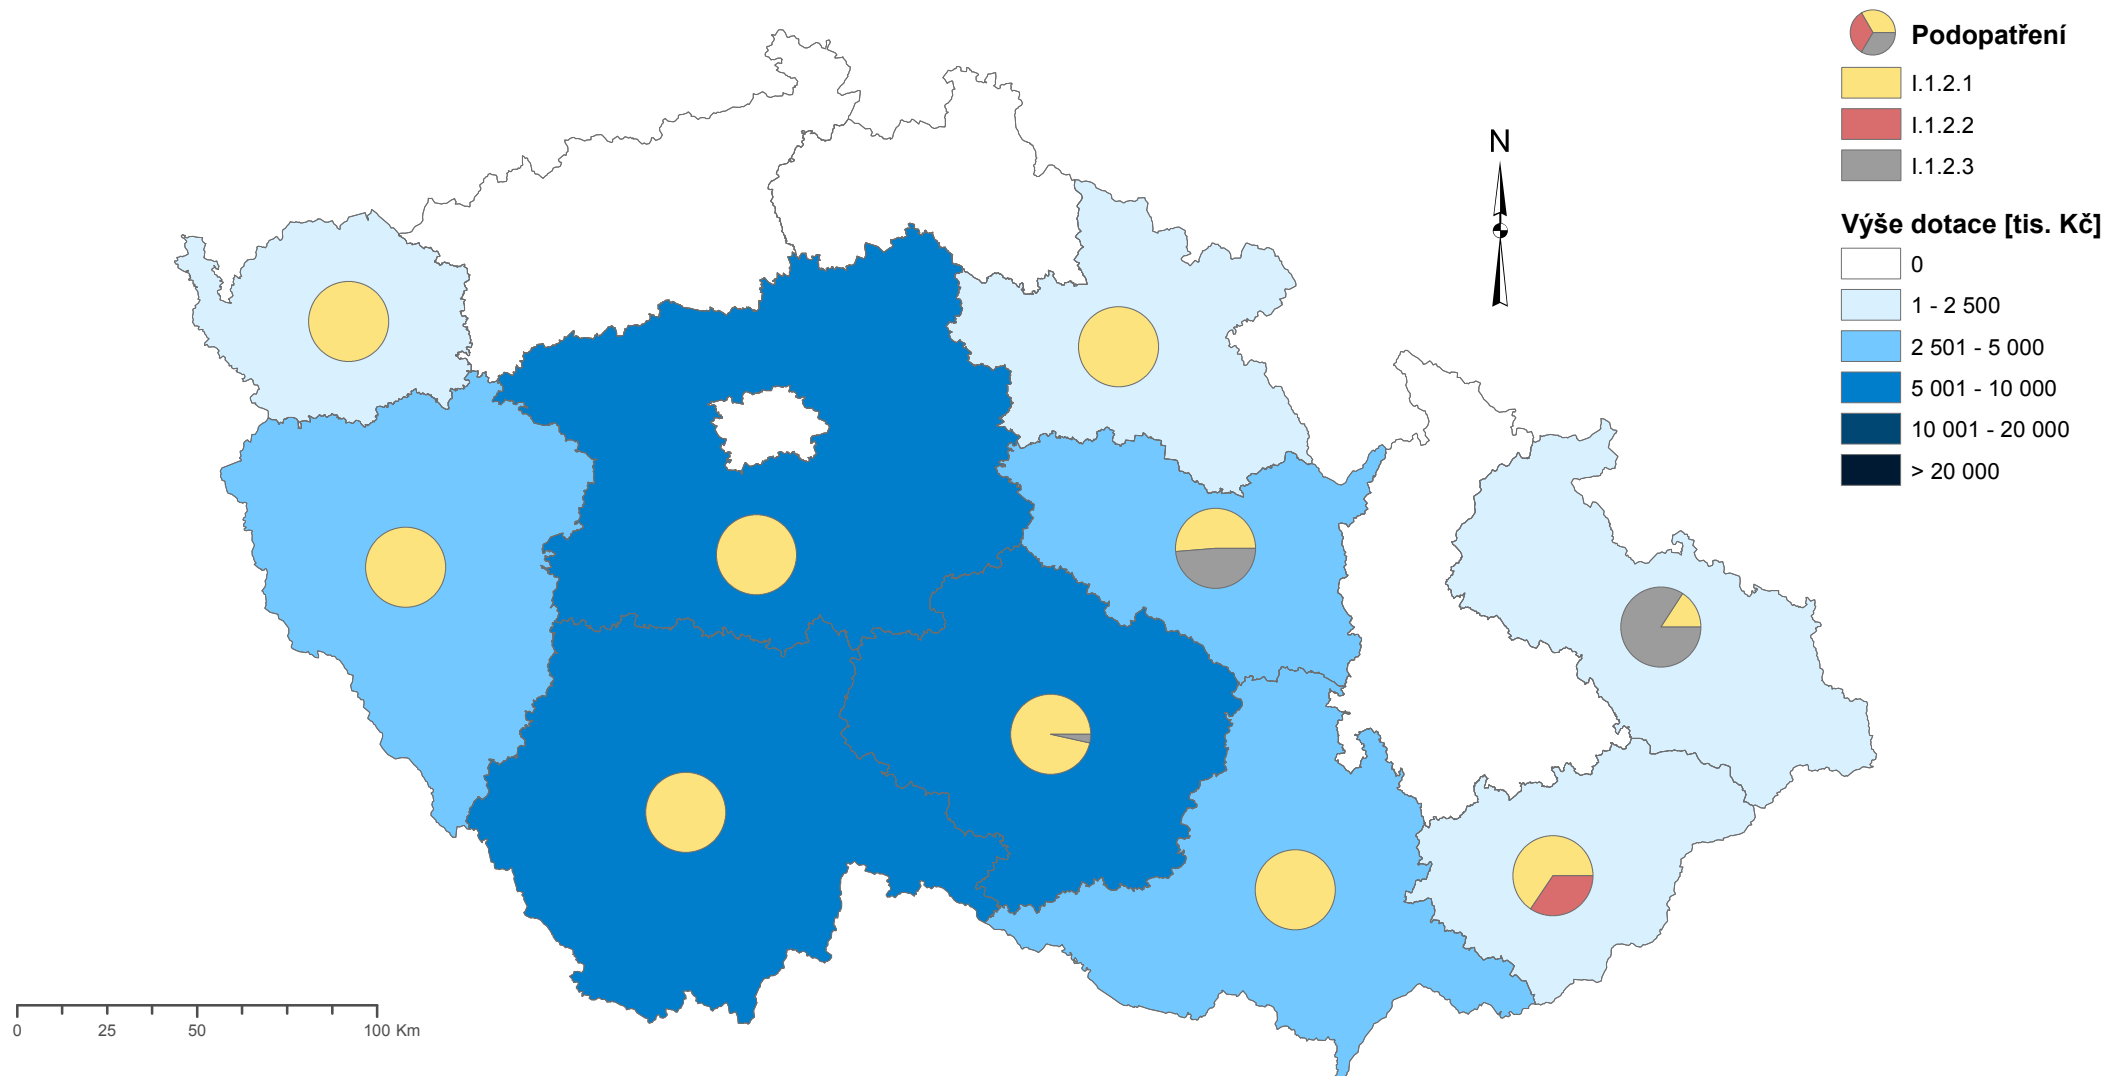 Podopatření
I.1.2.1
I.1.2.2
I.1.2.3
Výše dotace [tis. Kč]
0
1 - 2 500
2 501 - 5 000
5 001 - 10 000
10 001 - 20 000
> 20 000
N
0 25 50 100 Km